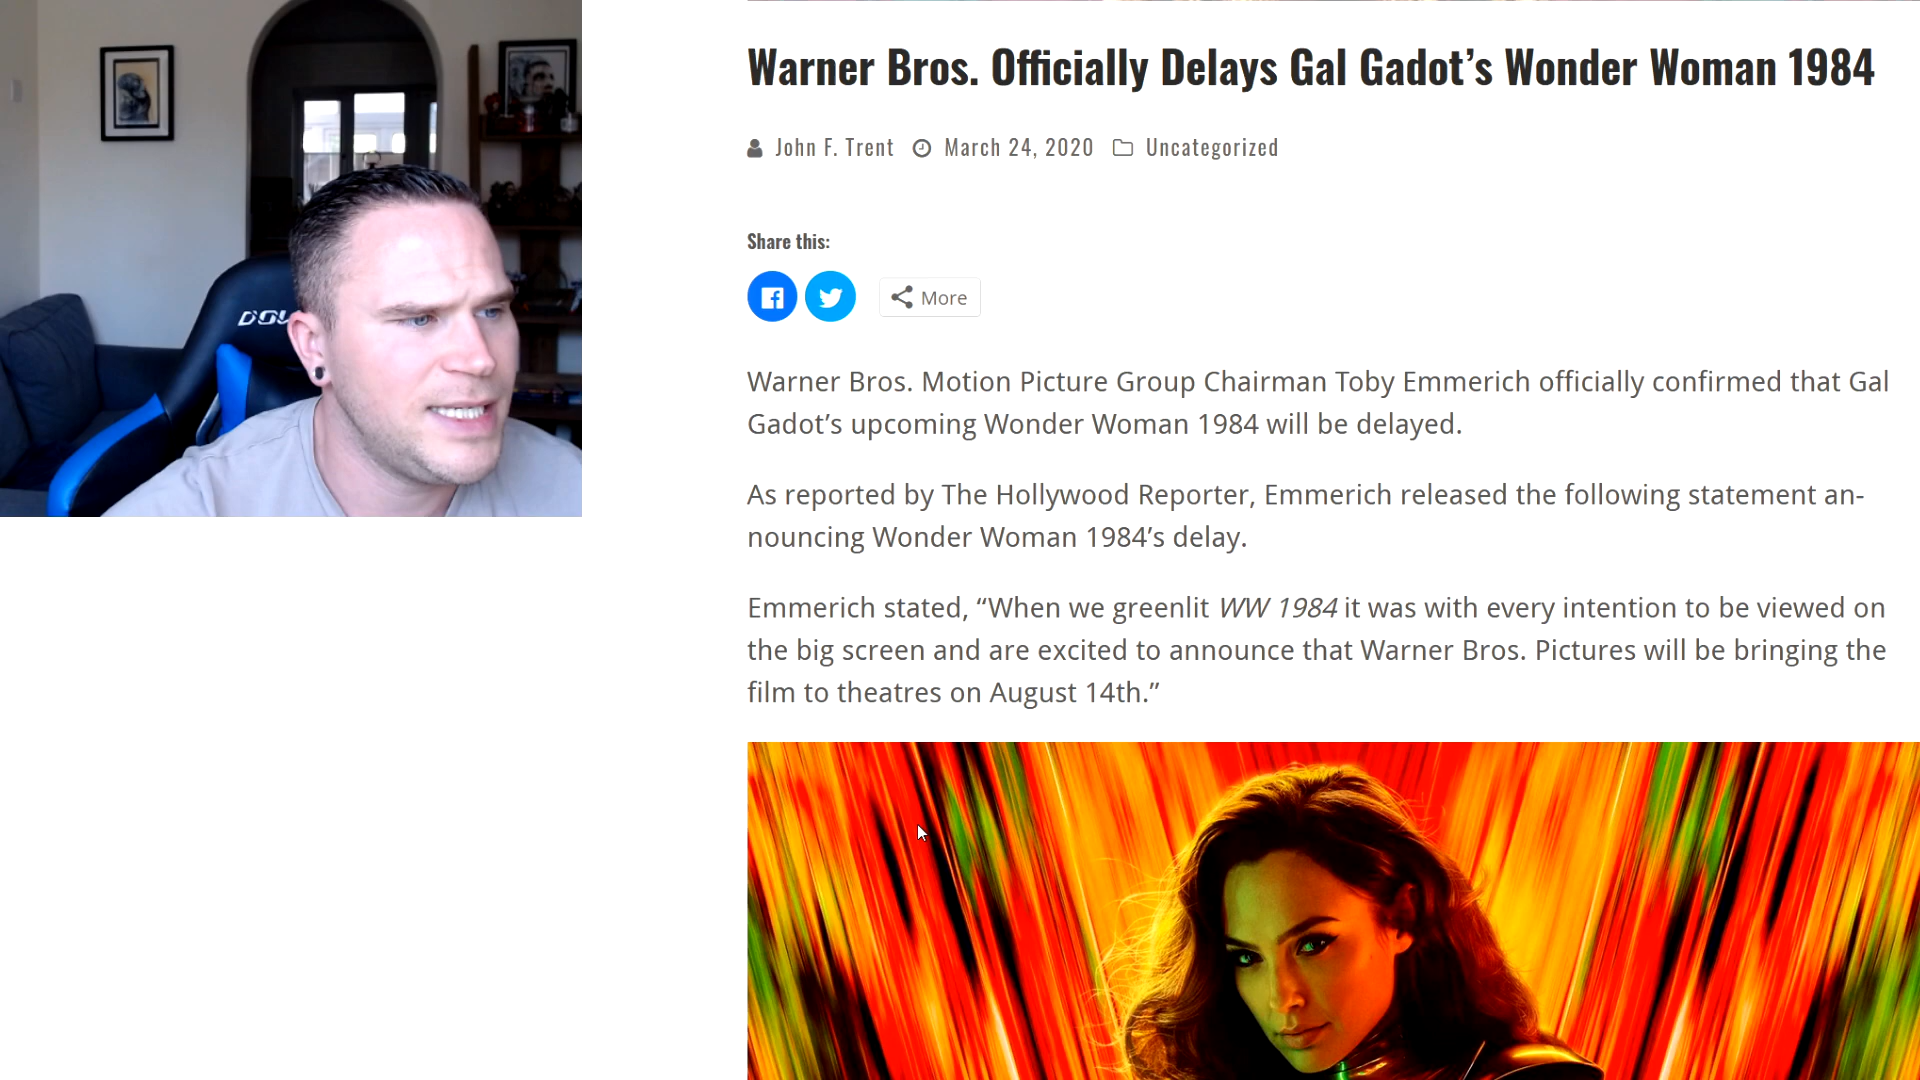 Warner Bros. Officially Delays Gal Gadot’s Wonder Woman 1984
John F. Trent March 24, 2020 Uncategorized
Share this:
More
Warner Bros. Motion Picture Group Chairman Toby Emmerich officially confirmed that Gal
Gadot’s upcoming Wonder Woman 1984 will be delayed.
As reported by The Hollywood Reporter, Emmerich released the following statement an-
nouncing Wonder Woman 1984’s delay.
Emmerich stated, “When we greenlit WW 1984 it was with every intention to be viewed on
the big screen and are excited to announce that Warner Bros. Pictures will be bringing the
film to theatres on August 14th.”